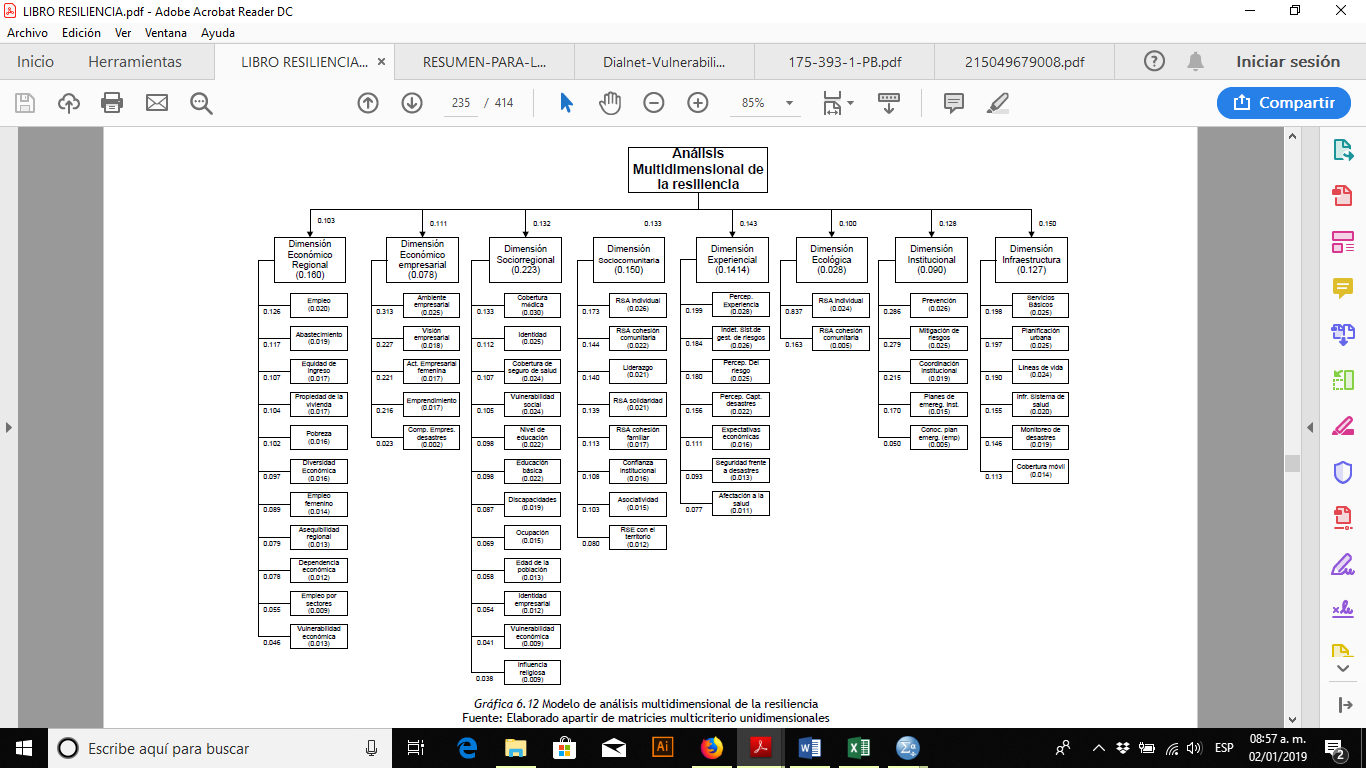 LIBRO RESILIENCIA.pdf - Adobe Acrobat Reader DC
Archivo Edición Ver Ventana Ayuda
Inicio Herramientas LIBRO RESILIENCIA... × RESUMEN-PARA-L... Dialnet-Vulnerabili... 175-393-1-PB.pdf 215049679008.pdf Iniciar sesión
235 / 414 85% Compartir
Análisis
Multidimensional de
la resiliencia
0.103 0.111 0.132 0.133 0.143 0.100 0.128 0.150
Dimensión
Económico
Regional
(0.160)
0.126 Empleo
(0.020)
0.117 Abastecimiento
(0.019)
0.107 Equidad de
ingreso
(0.017)
0.104 Propiedad de la
vivienda
(0.017)
0.102 Pobreza
(0.016)
0.097 Diversidad
Económica
(0.016)
0.089 Empleo
femenino
(0.014)
0.079 Asequibilidad
regional
(0.013)
0.078 Dependencia
económica
(0.012)
0.055 Empleo por
sectores
(0.009)
0.046 Vulnerabilidad
económica
(0.013)
Dimensión
Económico
empresarial
(0.078)
0.313 Ambiente
empresarial
(0.025)
0.227 Visión
empresarial
(0.018)
0.221 Act. Empresarial
femenina
(0.017)
0.216 Emprendimiento
(0.017)
0.023 Comp. Empres.
desastres
(0.002)
Dimensión
Sociorregional
(0.223)
0.133 Cobertura
médica
(0.030)
0.112 Identidad
(0.025)
0.107 Cobertura de
seguro de salud
(0.024)
0.105 Vulnerabilidad
social
(0.024)
0.098 Nivel de
educación
(0.022)
0.098 Educación
básica
(0.022)
0.087 Discapacidades
(0.019)
0.069 Ocupación
(0.015)
0.058 Edad de la
población
(0.013)
0.054 Identidad
empresarial
(0.012)
0.041 Vulnerabilidad
económica
(0.009)
0.038 Influencia
religiosa
(0.009)
Dimensión
Sociocomunitaria
(0.150)
0.173 RSA individual
(0.026)
0.144 RSA cohesión
comunitaria
(0.022)
0.140 Liderazgo
(0.021)
0.139 RSA solidaridad
(0.021)
0.113 RSA cohesión
familiar
(0.017)
0.108 Confianza
institucional
(0.016)
0.103 Asociatividad
(0.015)
0.080 RSE con el
territorio
(0.012)
Dimensión
Experiencial
(0.1414)
0.199 Percep.
Experiencia
(0.028)
0.184 Indet. Sist.de
gest. de riesgos
(0.026)
0.180 Percep. Del
riesgo
(0.025)
0.156 Percep. Capt.
desastres
(0.022)
0.111 Expectativas
económicas
(0.016)
0.093 Seguridad frente
a desastres
(0.013)
0.077 Afectación a la
salud
(0.011)
Dimensión
Ecológica
(0.028)
0.837 RSA individual
(0.024)
0.163 RSA cohesión
comunitaria
(0.005)
Dimensión
Institucional
(0.090)
0.286 Prevención
(0.026)
0.279 Mitigación de
riesgos
(0.025)
0.215 Coordinación
institucional
(0.019)
0.170 Planes de
emereg. Inst.
(0.015)
0.050 Conoc. plan
emerg. (emp)
(0.005)
Dimensión
Infraestructura
(0.127)
0.198 Servicios
Básicos
(0.025)
0.197 Planificación
urbana
(0.025)
0.190 Líneas de vida
(0.024)
0.155 Infr. Sistema de
salud
(0.020)
0.146 Monitoreo de
desastres
(0.019)
0.113 Cobertura móvil
(0.014)
Gráfica 6.12 Modelo de análisis multidimensional de la resiliencia
Fuente: Elaborado apartir de matricies multicriterio unidimensionales
Escribe aquí para buscar
Ai
ESP
08:57 a. m.
02/01/2019
2